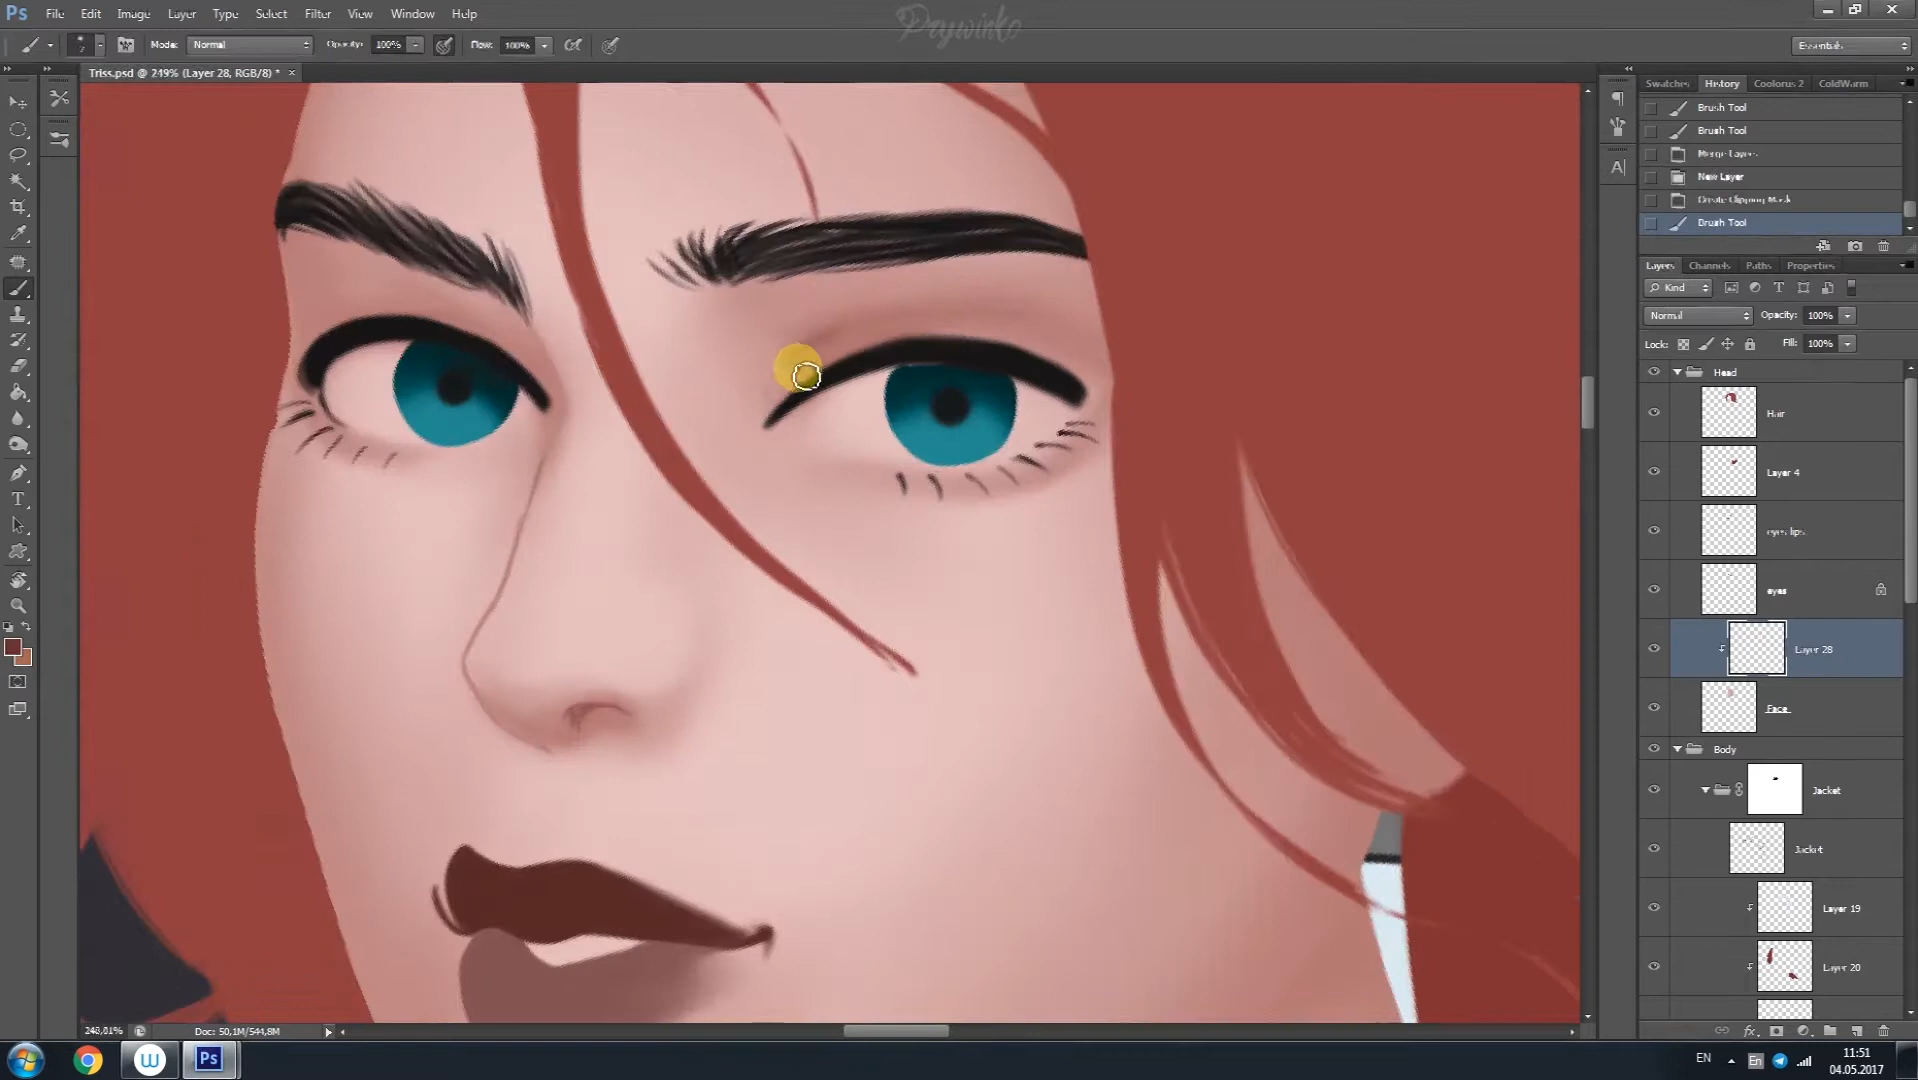 Ps File Edit Image Layer Type Select Filter View Window Help
Mode: Normal Opacity: 100% Flow: 100% Essentials
Triss.psd @ 249% (Layer 28, RGB/8) * ×
Swatches History Coolorus 2 ColdWarm
Brush Tool
Brush Tool
Merge Layers
New Layer
Create Clipping Mask
Brush Tool
Layers Channels Paths Properties
Kind
Normal Opacity: 100%
Lock: Fill: 100%
Head
Hair
Layer 4
eyes lips
eyes
Layer 28
Face
Body
Jacket
Jacket
Layer 19
Layer 20
248,01% Doc: 50,1M/544,8M
Ps EN En 11:51
04.05.2017